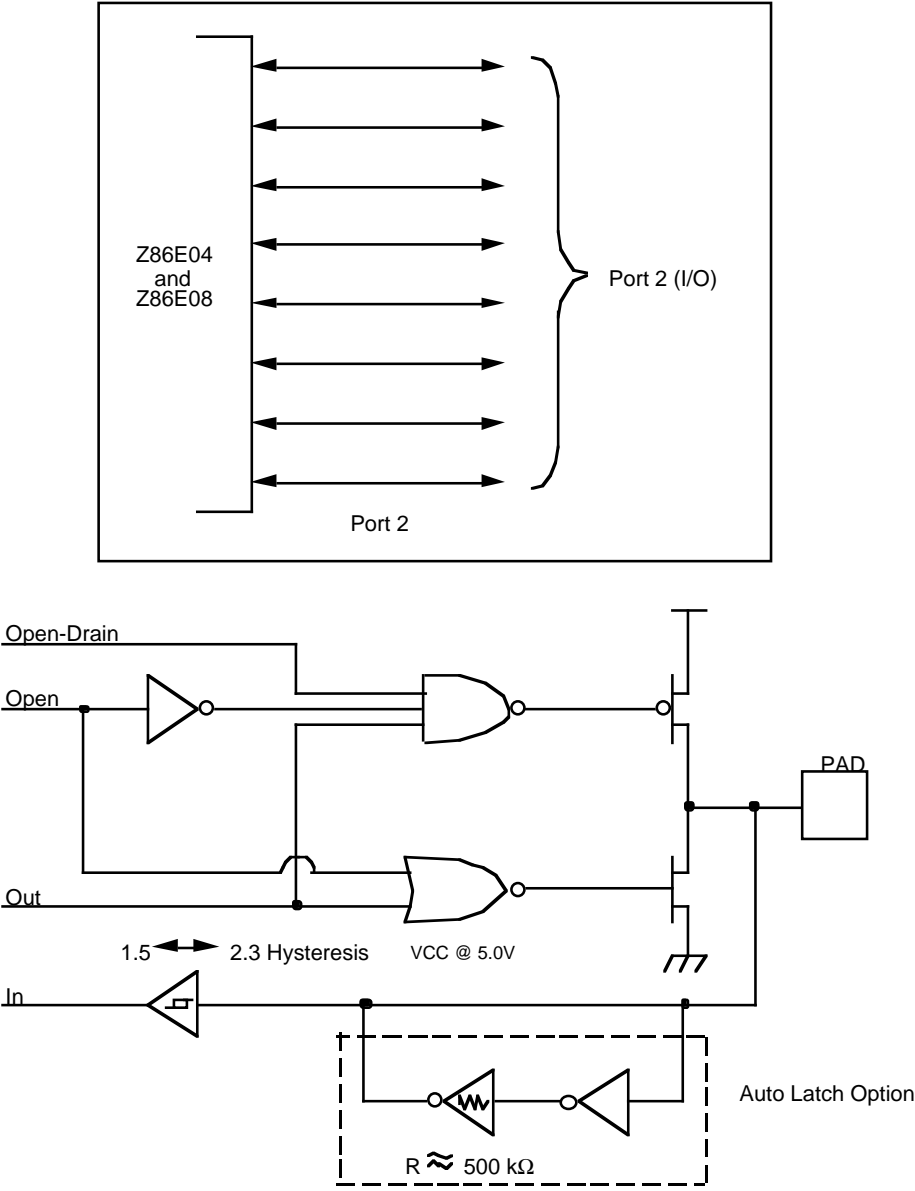 Z86E04
and
Z86E08
Port 2 (I/O)
Port 2
Open-Drain
Open
PAD
Out
1.5 2.3 Hysteresis VCC @ 5.0V
In
Auto Latch Option
R ≈ 500 kΩ